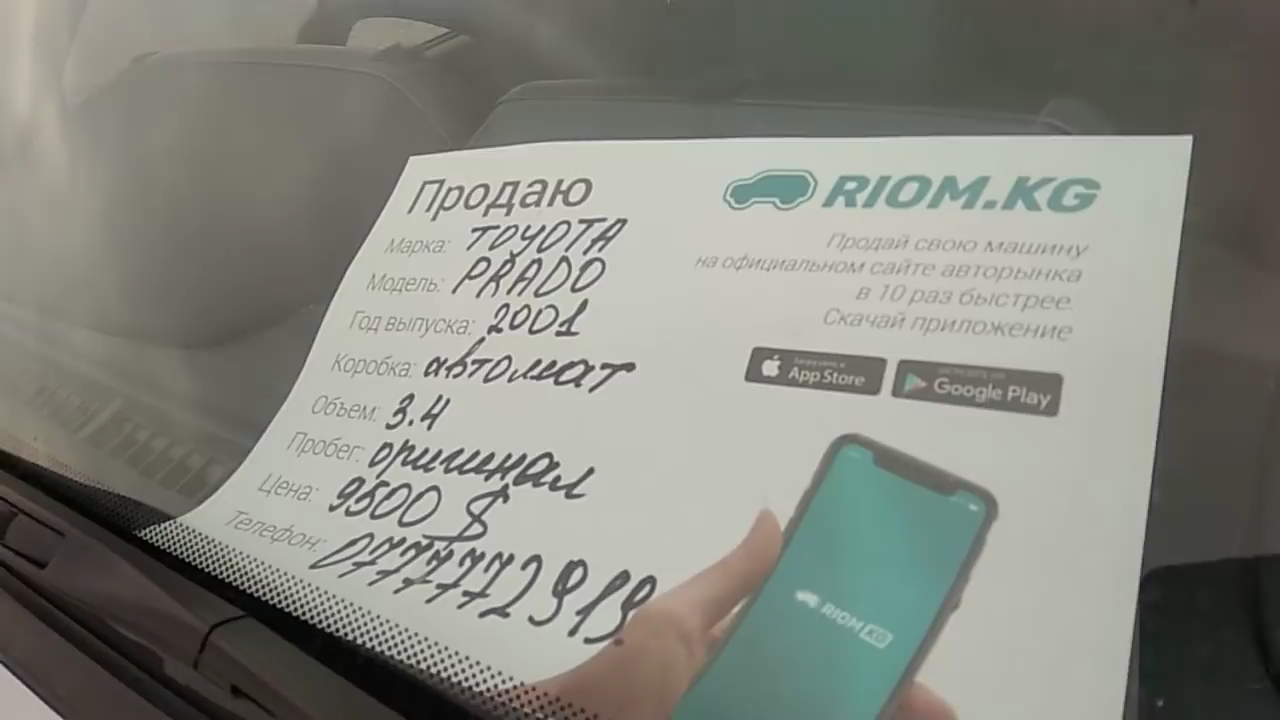 Продаю
Марка: TOYOTA
Модель: PRADO
Год выпуска: 2001
Коробка: автомат
Объем: 3.4
Пробег: оригинал
Цена: 9500 $
Телефон: 0777772919
RIOM.KG
Продай свою машину
на официальном сайте авторынка
в 10 раз быстрее.
Скачай приложение
Загрузите в
App Store
Google Play
RIOM KG